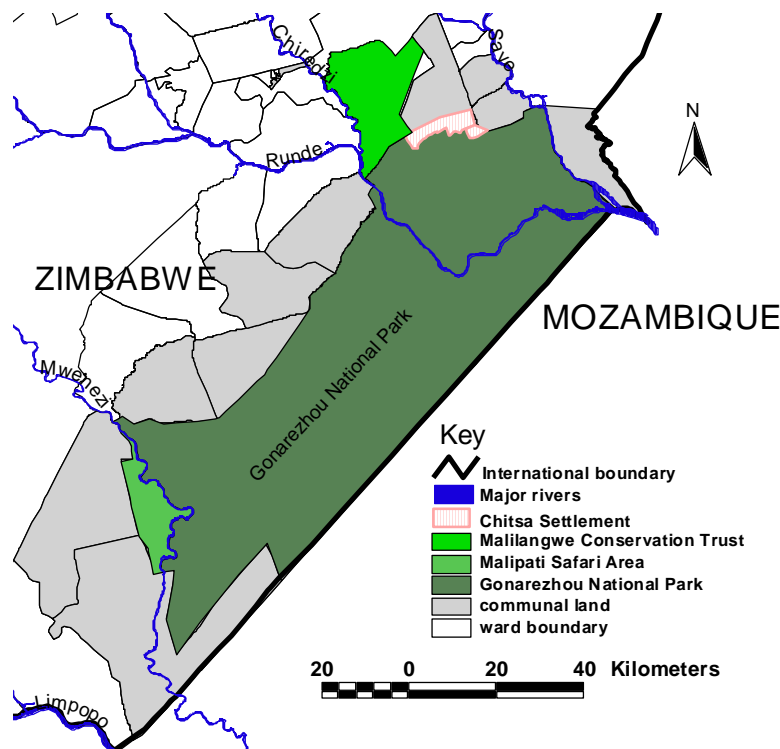 Chiredzi
Save
N
Runde
ZIMBABWE
MOZAMBIQUE
Mwenezi
Gonarezhou National Park
Key
International boundary
Major rivers
Chitsa Settlement
Malilangwe Conservation Trust
Malipati Safari Area
Gonarezhou National Park
communal land
ward boundary
20 0 20 40 Kilometers
Limpopo